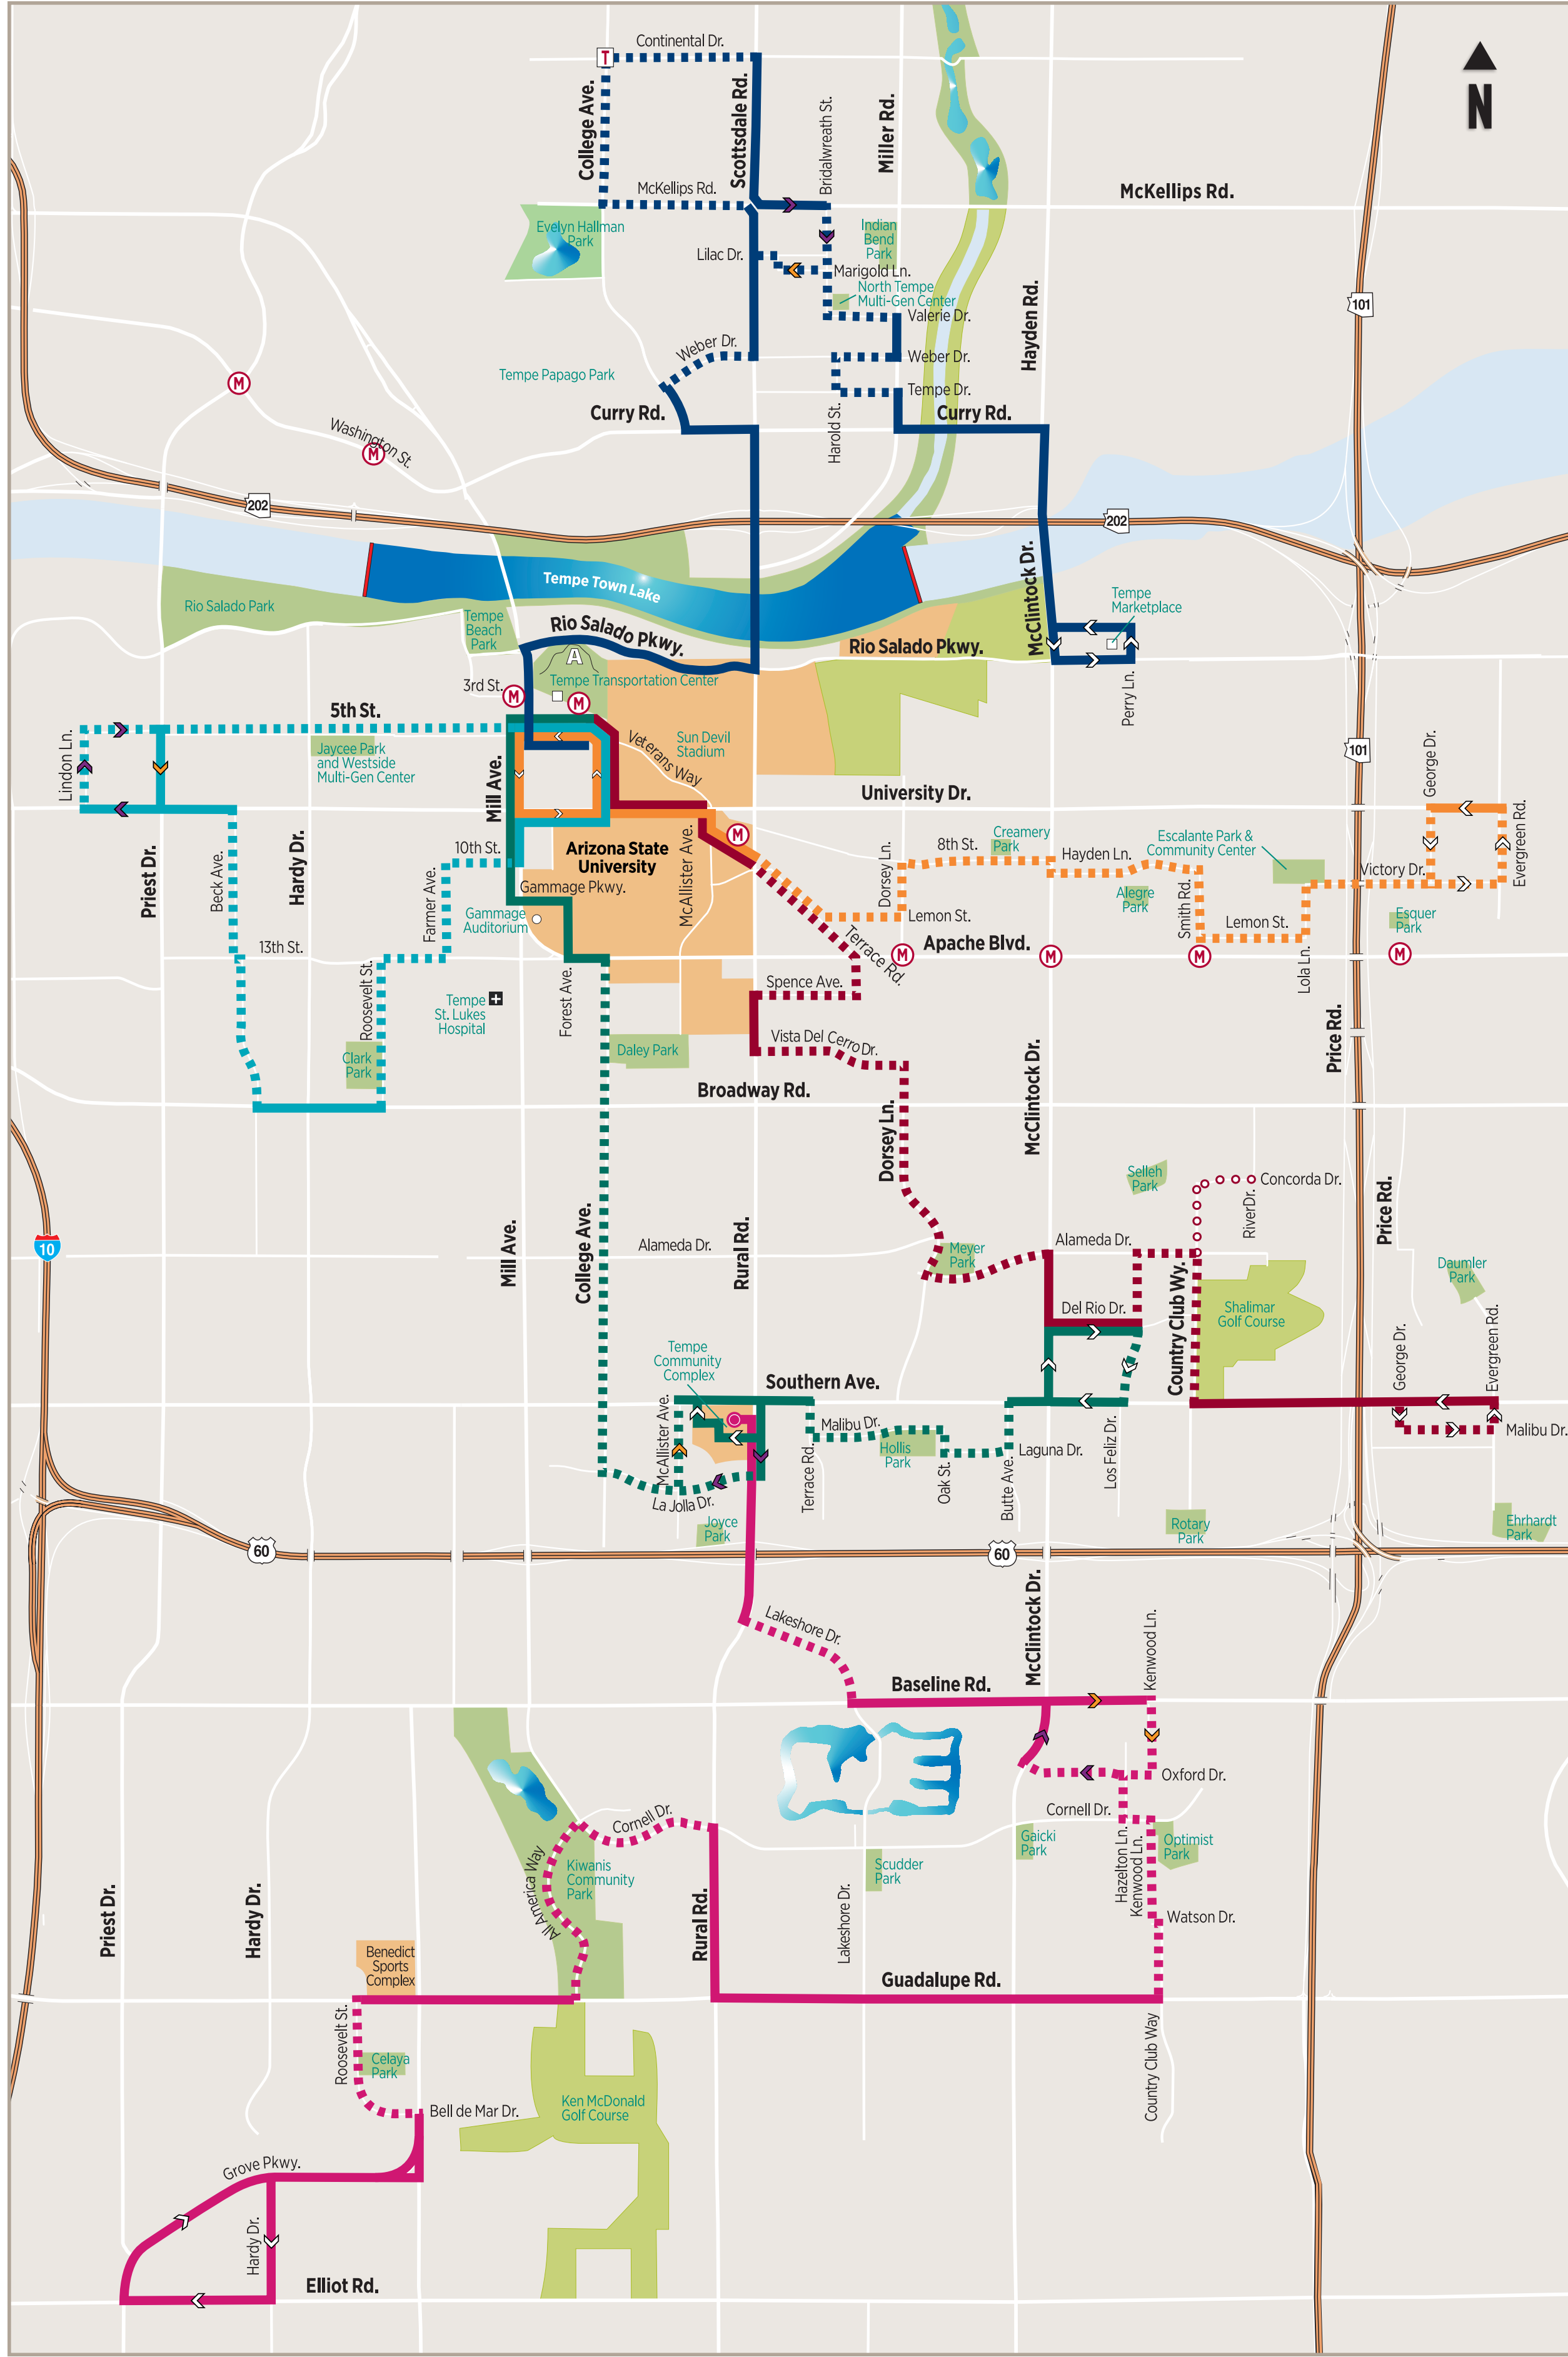 Continental Dr.
T
N
College Ave.
Scottsdale Rd.
Bridalwreath St.
Miller Rd.
McKellips Rd.
McKellips Rd.
Evelyn Hallman
Park
Indian
Bend
Park
Lilac Dr.
Marigold Ln.
North Tempe
Multi-Gen Center
Valerie Dr.
Hayden Rd.
101
Weber Dr.
Weber Dr.
Tempe Papago Park
M
Tempe Dr.
Curry Rd.
Curry Rd.
Harold St.
Washington St.
M
202
202
Tempe Town Lake
McClintock Dr.
Rio Salado Park
Tempe
Beach
Park
Rio Salado Pkwy.
Rio Salado Pkwy.
Tempe
Marketplace
A
3rd St.
M
Tempe Transportation Center
M
Perry Ln.
5th St.
Lindon Ln.
Jaycee Park
and Westside
Multi-Gen Center
Veterans Way
Sun Devil
Stadium
101
George Dr.
Mill Ave.
University Dr.
Evergreen Rd.
Priest Dr.
Beck Ave.
Hardy Dr.
10th St.
Arizona State
University
McAllister Ave.
M
Creamery
Park
8th St.
Hayden Ln.
Escalante Park &
Community Center
Victory Dr.
Dorsey Ln.
Farmer Ave.
Gammage Pkwy.
Gammage
Auditorium
Lemon St.
Alegre
Park
Smith Rd.
Lemon St.
Esquer
Park
13th St.
Terrace Rd.
M
Apache Blvd.
M
M
M
Lola Ln.
Roosevelt St.
Tempe
St. Lukes
Hospital
Forest Ave.
Spence Ave.
Clark
Park
Daley Park
Vista Del Cerro Dr.
McClintock Dr.
Price Rd.
Broadway Rd.
Dorsey Ln.
Selleh
Park
Concorda Dr.
RiverDr.
Price Rd.
10
Mill Ave.
College Ave.
Alameda Dr.
Rural Rd.
Meyer
Park
Alameda Dr.
Country Club Wy.
Daumler
Park
Del Rio Dr.
Shalimar
Golf Course
George Dr.
Evergreen Rd.
Tempe
Community
Complex
Southern Ave.
McAllister Ave.
Malibu Dr.
Hollis
Park
Laguna Dr.
Malibu Dr.
La Jolla Dr.
Terrace Rd.
Oak St.
Butte Ave.
Los Feliz Dr.
Joyce
Park
Rotary
Park
Ehrhardt
Park
60
60
Lakeshore Dr.
McClintock Dr.
Kenwood Ln.
Baseline Rd.
Oxford Dr.
Cornell Dr.
Cornell Dr.
Gaicki
Park
Hazelton Ln.
Kenwood Ln.
Optimist
Park
All America Way
Kiwanis
Community
Park
Scudder
Park
Priest Dr.
Hardy Dr.
Rural Rd.
Lakeshore Dr.
Watson Dr.
Benedict
Sports
Complex
Guadalupe Rd.
Roosevelt St.
Celaya
Park
Country Club Way
Bell de Mar Dr.
Ken McDonald
Golf Course
Grove Pkwy.
Hardy Dr.
Elliot Rd.